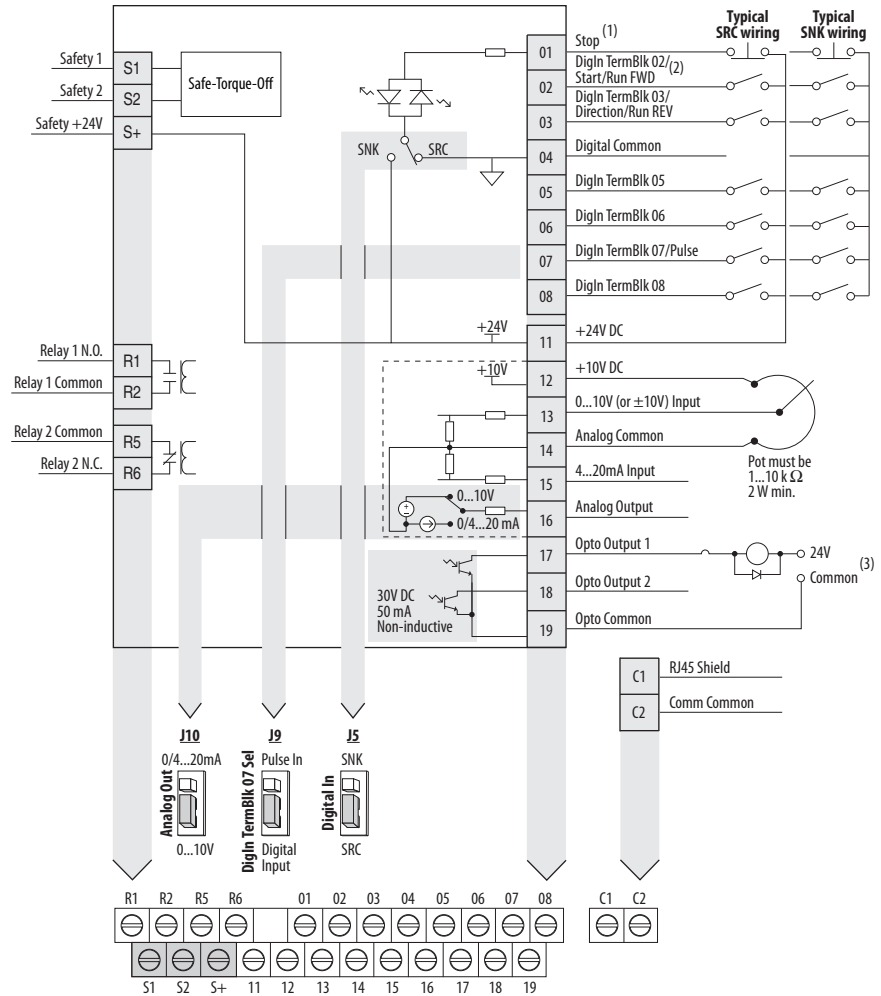 Typical
SRC wiring
Typical
SNK wiring
Safety 1
S1
Safety 2
S2
Safety +24V
S+
Safe-Torque-Off
SNK
SRC
01
Stop (1)
02
DigIn TermBlk 02/
Start/Run FWD (2)
03
DigIn TermBlk 03/
Direction/Run REV
04
Digital Common
05
DigIn TermBlk 05
06
DigIn TermBlk 06
07
DigIn TermBlk 07/Pulse
08
DigIn TermBlk 08
+24V
11
+24V DC
Relay 1 N.O.
R1
Relay 1 Common
R2
Relay 2 Common
R5
Relay 2 N.C.
R6
+10V
12
+10V DC
13
0...10V (or ±10V) Input
14
Analog Common
15
4...20mA Input
Pot must be
1...10 k Ω
2 W min.
0...10V
0/4...20 mA
16
Analog Output
17
Opto Output 1
24V
Common (3)
18
Opto Output 2
19
Opto Common
30V DC
50 mA
Non-inductive
C1
RJ45 Shield
C2
Comm Common
J10
0/4...20mA
Analog Out
0...10V
J9
Pulse In
DigIn TermBlk 07 Sel
Digital
Input
J5
SNK
Digital In
SRC
R1 R2 R5 R6 01 02 03 04 05 06 07 08 C1 C2
S1 S2 S+ 11 12 13 14 15 16 17 18 19